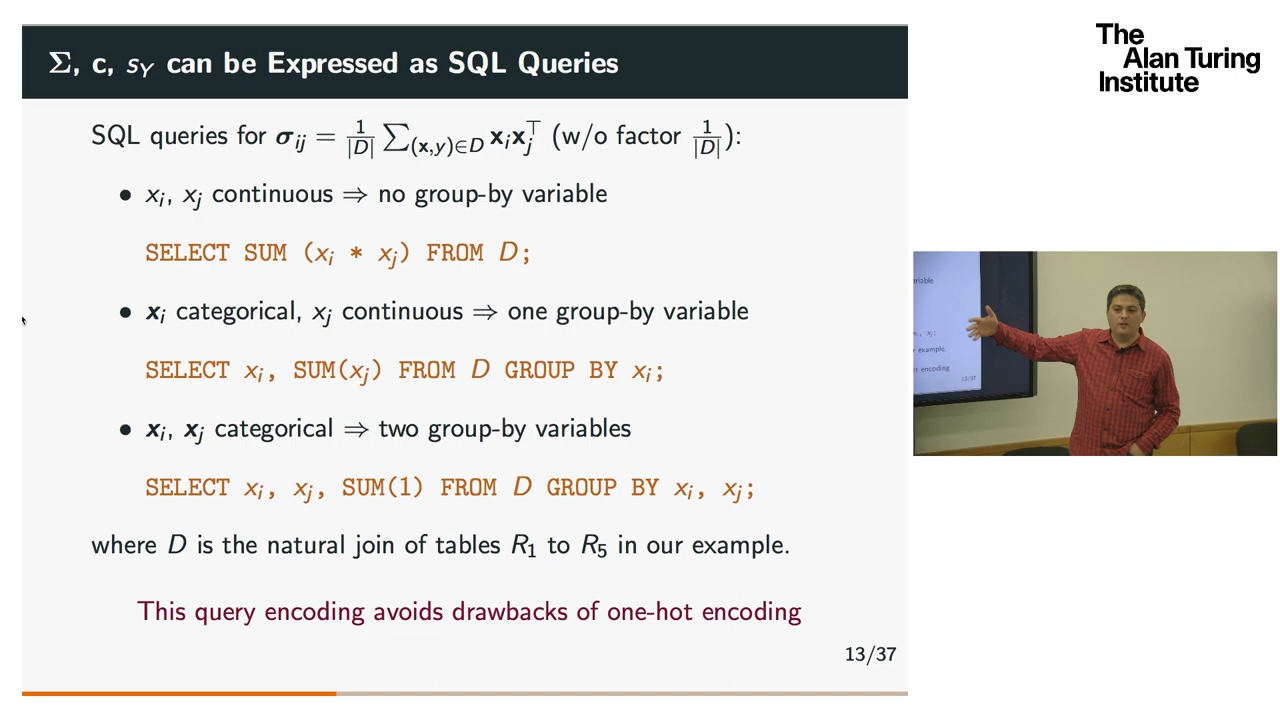 Σ, c, s_Y can be Expressed as SQL Queries
SQL queries for σ_ij = 1/|D| ∑_(x,y)∈D x_i x_j^⊤ (w/o factor 1/|D|):
• x_i, x_j continuous ⇒ no group-by variable
SELECT SUM (x_i * x_j) FROM D;
• x_i categorical, x_j continuous ⇒ one group-by variable
SELECT x_i, SUM(x_j) FROM D GROUP BY x_i;
• x_i, x_j categorical ⇒ two group-by variables
SELECT x_i, x_j, SUM(1) FROM D GROUP BY x_i, x_j;
where D is the natural join of tables R_1 to R_5 in our example.
This query encoding avoids drawbacks of one-hot encoding
13/37
The
Alan Turing
Institute
example.
encoding
13/37